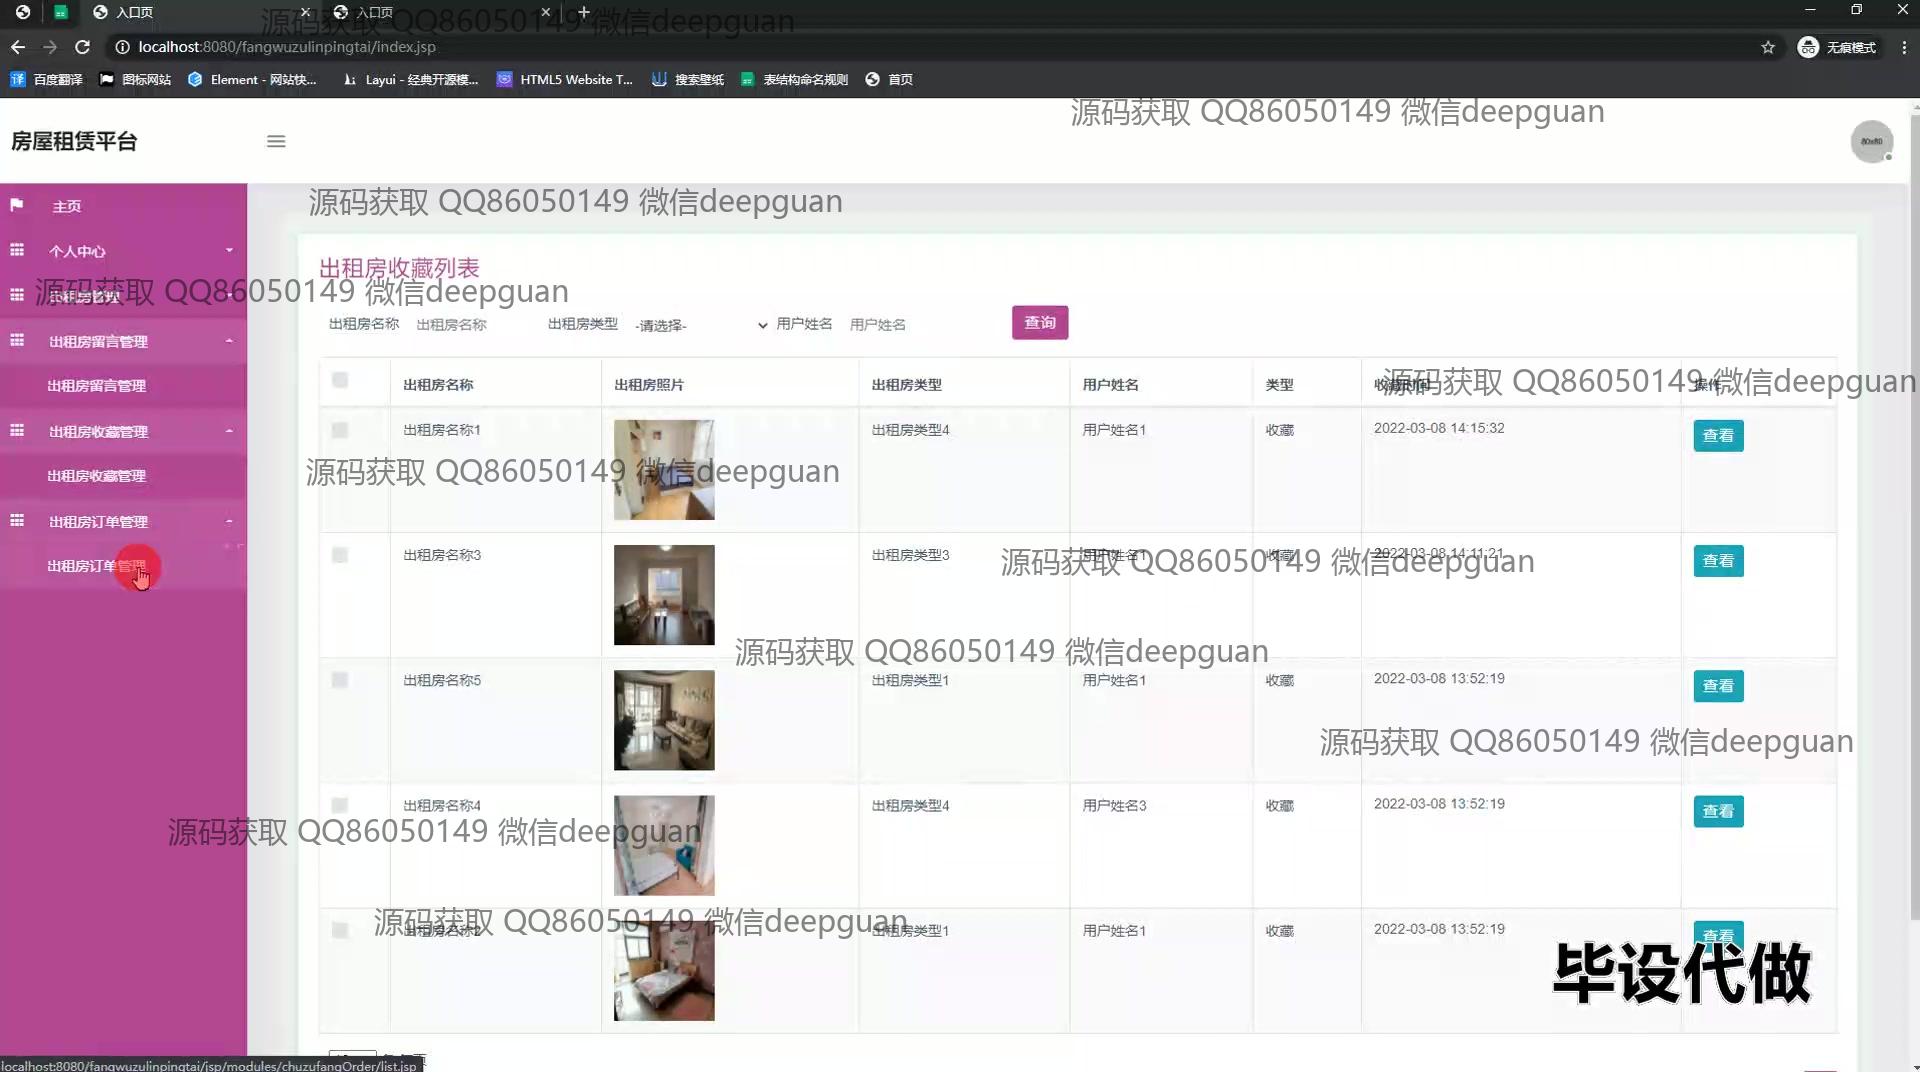 入口页
入口页
源码获取 QQ86050149 微信deepguan
localhost:8080/fangwuzulinpingtai/index.jsp
无痕模式
百度翻译
图标网站
Element - 网站快...
Layui - 经典开源模...
HTML5 Website T...
搜索壁纸
表结构命名规则
首页
源码获取 QQ86050149 微信deepguan
房屋租赁平台
主页
源码获取 QQ86050149 微信deepguan
个人中心
出租房收藏列表
出租房管理
源码获取 QQ86050149 微信deepguan
出租房名称 出租房名称 出租房类型 -请选择- 用户姓名 用户姓名 查询
出租房留言管理
出租房留言管理
出租房收藏管理
出租房收藏管理
出租房订单管理
出租房订单管理
出租房名称 出租房照片 出租房类型 用户姓名 类型 收藏时间 操作
源码获取 QQ86050149 微信deepguan
出租房名称1 出租房类型4 用户姓名1 收藏 2022-03-08 14:15:32 查看
源码获取 QQ86050149 微信deepguan
出租房名称3 出租房类型3 用户姓名1 收藏 2022-03-08 14:11:21 查看
源码获取 QQ86050149 微信deepguan
源码获取 QQ86050149 微信deepguan
出租房名称5 出租房类型1 用户姓名1 收藏 2022-03-08 13:52:19 查看
源码获取 QQ86050149 微信deepguan
出租房名称4 出租房类型4 用户姓名3 收藏 2022-03-08 13:52:19 查看
源码获取 QQ86050149 微信deepguan
源码获取 QQ86050149 微信deepguan
出租房名称2 出租房类型1 用户姓名1 收藏 2022-03-08 13:52:19 查看
毕设代做
localhost:8080/fangwuzulinpingtai/jsp/modules/chuzufangOrder/list.jsp